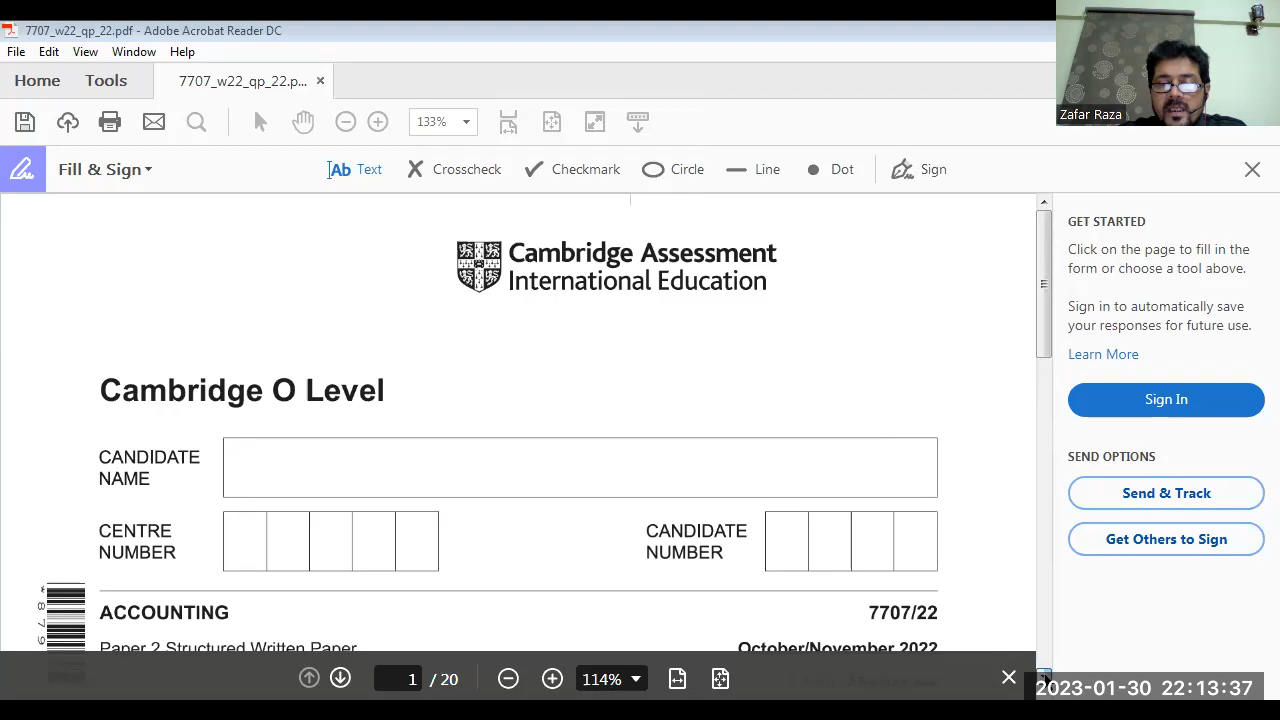 7707_w22_qp_22.pdf - Adobe Acrobat Reader DC
File Edit View Window Help
Home Tools 7707_w22_qp_22.p... ×
133%
Fill & Sign Ab Text Crosscheck Checkmark Circle Line Dot Sign
Zafar Raza
Cambridge Assessment
International Education
Cambridge O Level
CANDIDATE
NAME
CENTRE
NUMBER
CANDIDATE
NUMBER
* 8 7 9
ACCOUNTING 7707/22
Paper 2 Structured Written Paper October/November 2022
1 / 20 114%
GET STARTED
Click on the page to fill in the
form or choose a tool above.
Sign in to automatically save
your responses for future use.
Learn More
Sign In
SEND OPTIONS
Send & Track
Get Others to Sign
2023-01-30 22:13:37